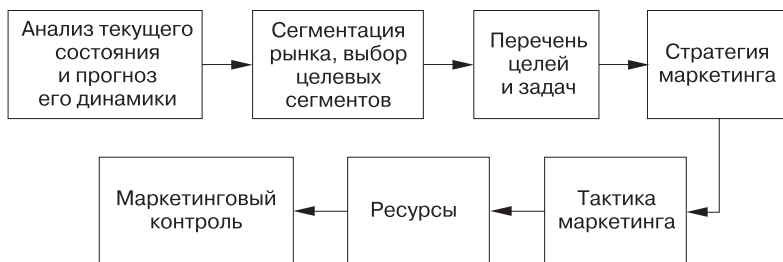 Анализ текущего
состояния
и прогноз
его динамики
Сегментация
рынка, выбор
целевых
сегментов
Перечень
целей
и задач
Стратегия
маркетинга
Тактика
маркетинга
Ресурсы
Маркетинговый
контроль